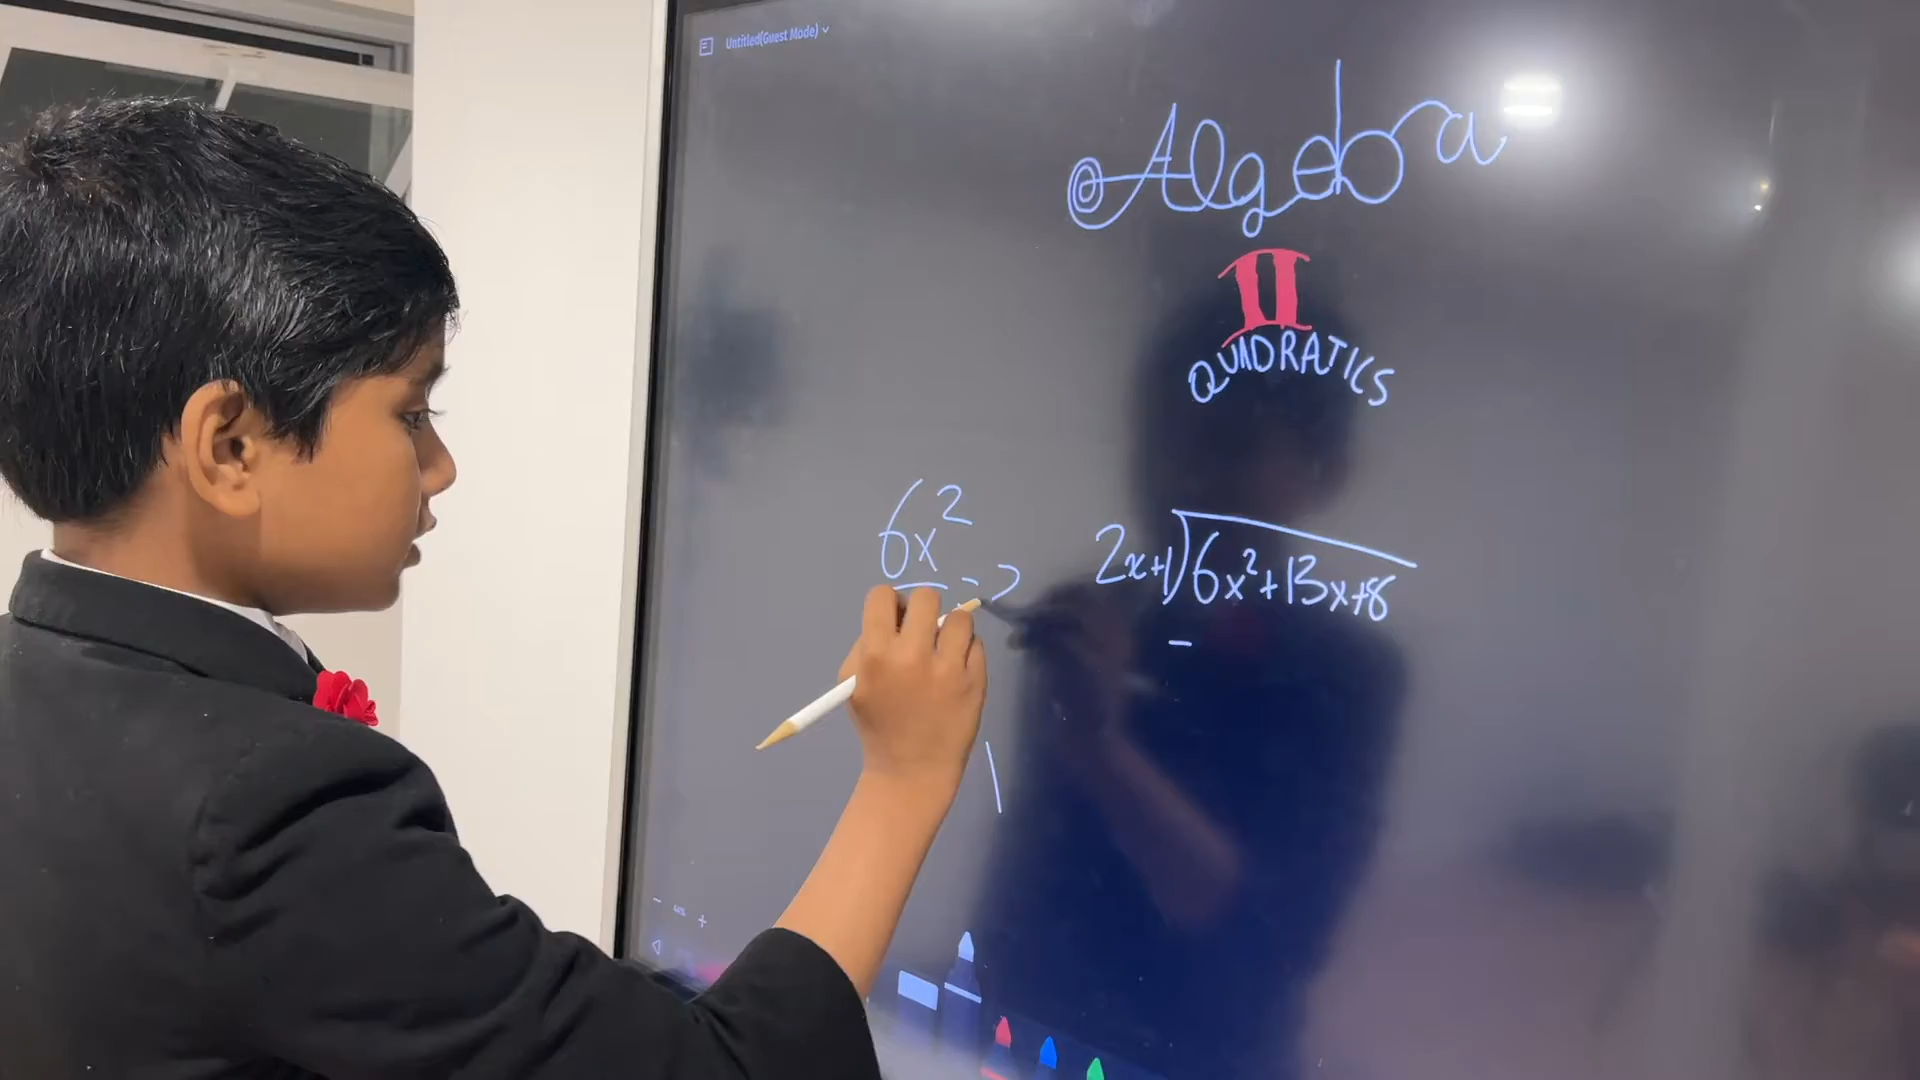 Untitled(Guest Mode)
Algebra
II
QUADRATICS
6x²
2x+1)6x²+13x+8
−